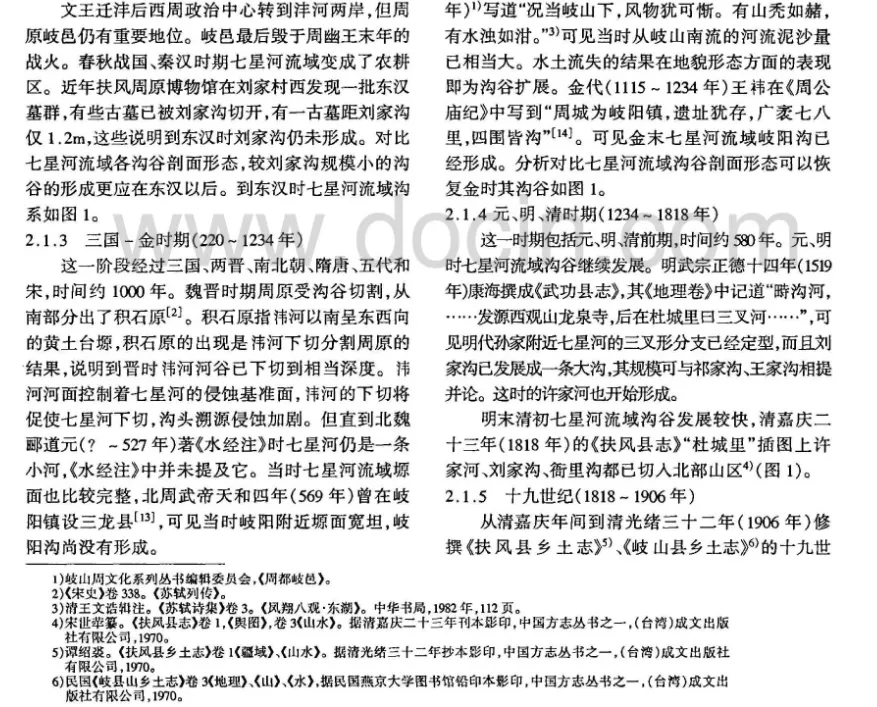 文王迁沣后西周政治中心转到沣河两岸,但周
原岐邑仍有重要地位。岐邑最后毁于周幽王末年的
战火。春秋战国、秦汉时期七星河流域变成了农耕
区。近年扶风周原博物馆在刘家村西发现一批东汉
墓群,有些古墓已被刘家沟切开,有一古墓距刘家沟
仅1.2m,这些说明到东汉时刘家沟仍未形成。对比
七星河流域各沟谷剖面形态,较刘家沟规模小的沟
谷的形成更应在东汉以后。到东汉时七星河流域沟
系如图1。
2.1.3 三国-金时期(220~1234年)
这一阶段经过三国、两晋、南北朝、隋唐、五代和
宋,时间约1000年。魏晋时期周原受沟谷切割,从
南部分出了积石原[2]。积石原指沣河以南呈东西向
的黄土台塬,积石原的出现是沣河下切分割周原的
结果,说明到晋时沣河河谷已下切到相当深度。沣
河河面控制着七星河的侵蚀基准面,沣河的下切将
促使七星河下切,沟头溯源侵蚀加剧。但直到北魏
郦道元(?~527年)著《水经注》时七星河仍是一条
小河,《水经注》中并未提及它。当时七星河流域塬
面也比较完整,北周武帝天和四年(569年)曾在岐
阳镇设三龙县[13],可见当时岐阳附近塬面宽坦,岐
阳沟尚没有形成。
年)1)写道“况当岐山下,风物犹可惭。有山秃如赭,
有水浊如泔。”3)可见当时从岐山南流的河流泥沙量
已相当大。水土流失的结果在地貌形态方面的表现
即为沟谷扩展。金代(1115~1234年)王祎在《周公
庙纪》中写到“周城为岐阳镇,遗址犹存,广袤七八
里,四围皆沟”[14]。可见金末七星河流域岐阳沟已
经形成。分析对比七星河流域沟谷剖面形态可以恢
复金时其沟谷如图1。
2.1.4 元、明、清时期(1234~1818年)
这一时期包括元、明、清前期,时间约580年。元、明
时七星河流域沟谷继续发展。明武宗正德十四年(1519
年)康海撰成《武功县志》,其《地理卷》中记道“畤沟河,
……发源西观山龙泉寺,后在杜城里曰三叉河……”,可
见明代孙家附近七星河的三叉形分支已经定型,而且刘
家沟已发展成一条大沟,其规模可与祁家沟、王家沟相提
并论。这时的许家河也开始形成。
明末清初七星河流域沟谷发展较快,清嘉庆二
十三年(1818年)的《扶风县志》“杜城里”插图上许
家河、刘家沟、衙里沟都已切入北部山区4)(图1)。
2.1.5 十九世纪(1818~1906年)
从清嘉庆年间到清光绪三十二年(1906年)修
撰《扶风县乡土志》5)、《岐山县乡土志》6)的十九世
1)岐山周文化系列丛书编辑委员会,《周都岐邑》。
2)《宋史》卷338。《苏轼列传》。
3)清王文诰辑注。《苏轼诗集》卷3。《凤翔八观·东湖》。中华书局,1982年,112页。
4)宋世荦纂。《扶风县志》卷1,《舆图》,卷3《山水》。据清嘉庆二十三年刊本影印,中国方志丛书之一,(台湾)成文出版
社有限公司,1970。
5)谭绍裘。《扶风县乡土志》卷1《疆域》、《山水》。据清光绪三十二年抄本影印,中国方志丛书之一,(台湾)成文出版社
有限公司,1970。
6)民国《岐县山乡土志》卷3《地理》、《山》、《水》,据民国燕京大学图书馆铅印本影印,中国方志丛书之一,(台湾)成文出
版社有限公司,1970。
www.docin.com